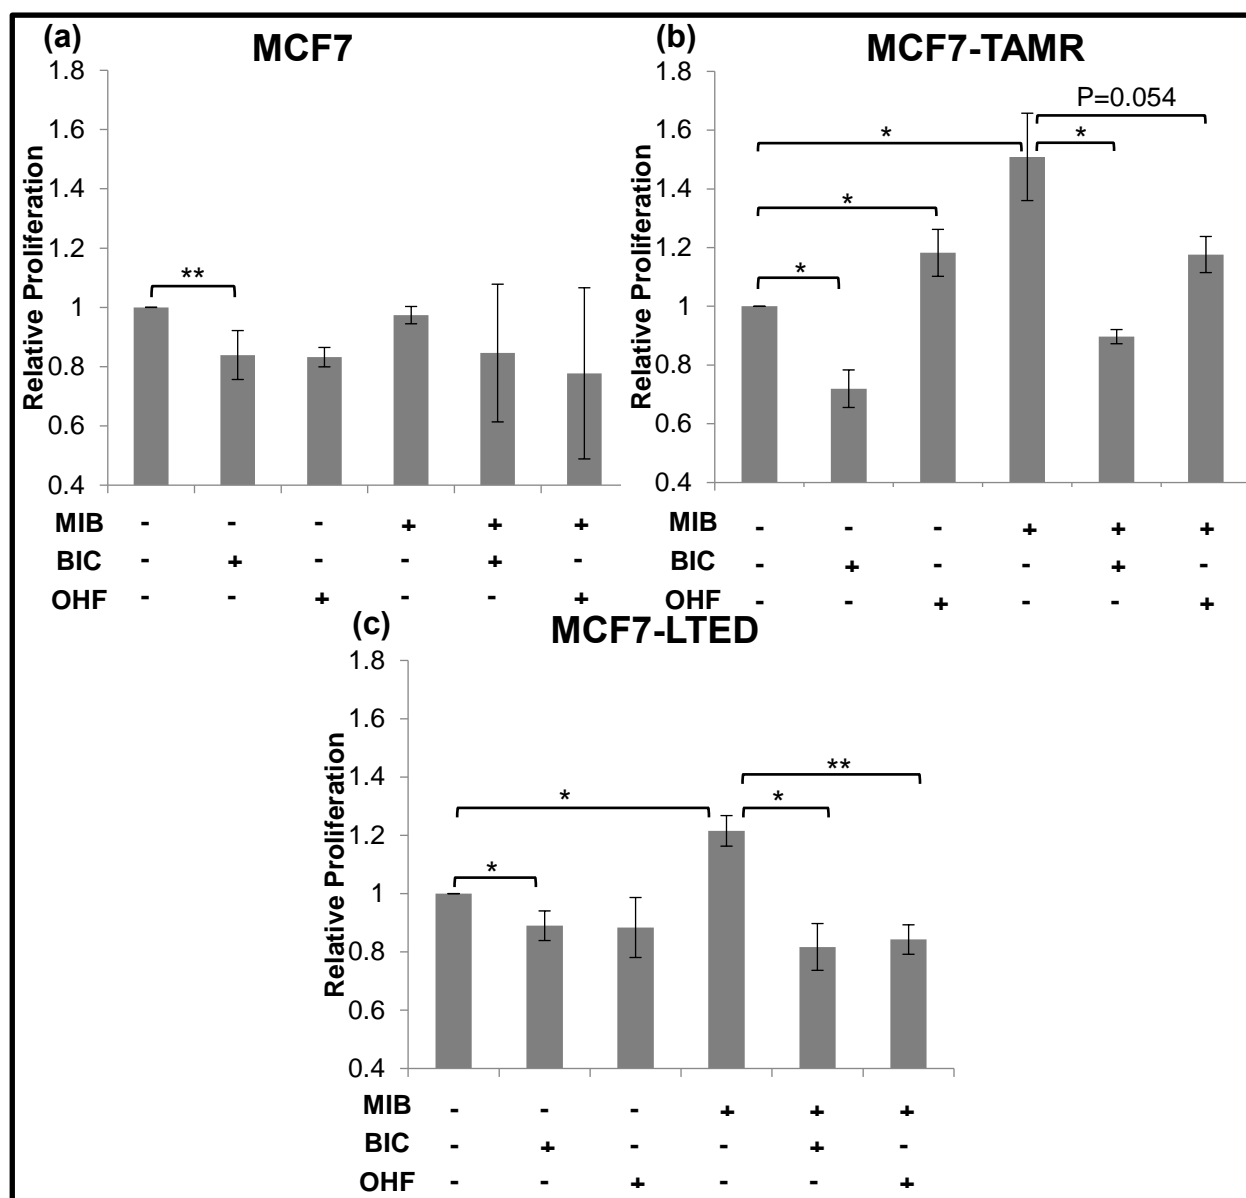 (a)
MCF7
1.8
1.6
1.4
1.2
1
0.8
0.6
0.4
Relative Proliferation
**
MIB - - - + + +
BIC - + - - + -
OHF - - + - - +
(b)
MCF7-TAMR
1.8
1.6
1.4
1.2
1
0.8
0.6
0.4
Relative Proliferation
P=0.054
*
*
*
*
MIB - - - + + +
BIC - + - - + -
OHF - - + - - +
(c)
MCF7-LTED
1.8
1.6
1.4
1.2
1
0.8
0.6
0.4
Relative Proliferation
**
*
*
*
MIB - - - + + +
BIC - + - - + -
OHF - - + - - +